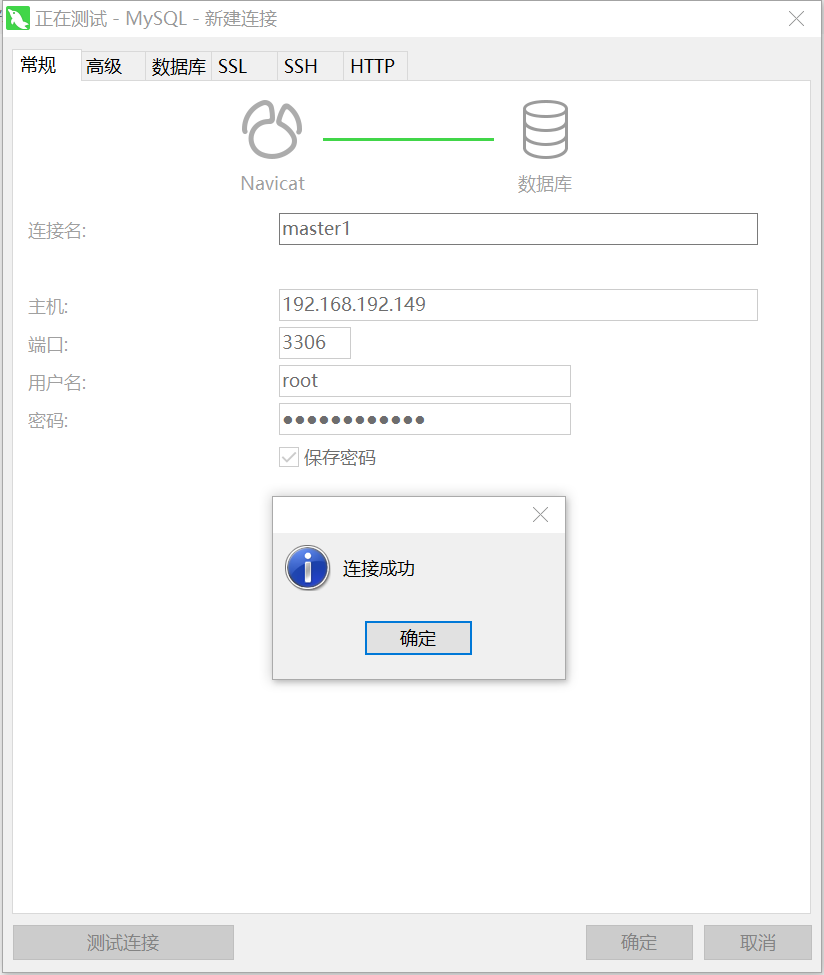 正在测试 - MySQL - 新建连接
常规 高级 数据库 SSL SSH HTTP
Navicat 数据库
连接名: master1
主机: 192.168.192.149
端口: 3306
用户名: root
密码: ●●●●●●●●●●●●
保存密码
连接成功
确定
测试连接 确定 取消